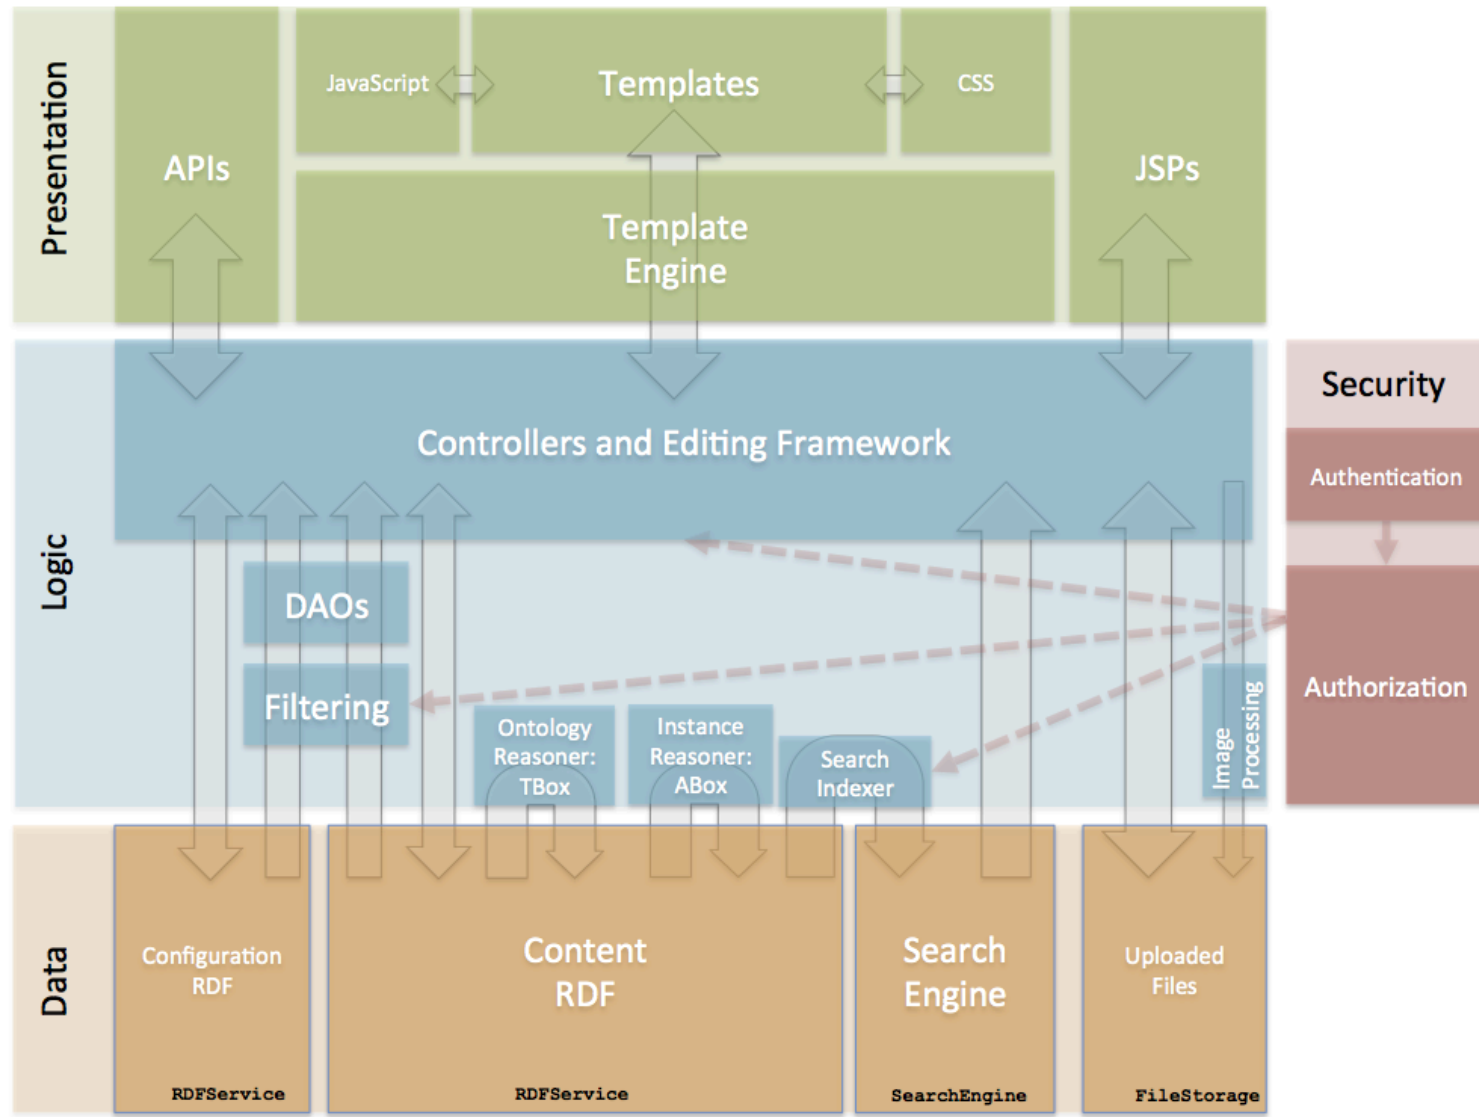 Presentation
APIs
JavaScript
Templates
CSS
JSPs
Template
Engine
Logic
Controllers and Editing Framework
DAOs
Filtering
Ontology
Reasoner:
TBox
Instance
Reasoner:
ABox
Search
Indexer
Image
Processing
Security
Authentication
Authorization
Data
Configuration
RDF
RDFService
Content
RDF
RDFService
Search
Engine
SearchEngine
Uploaded
Files
FileStorage